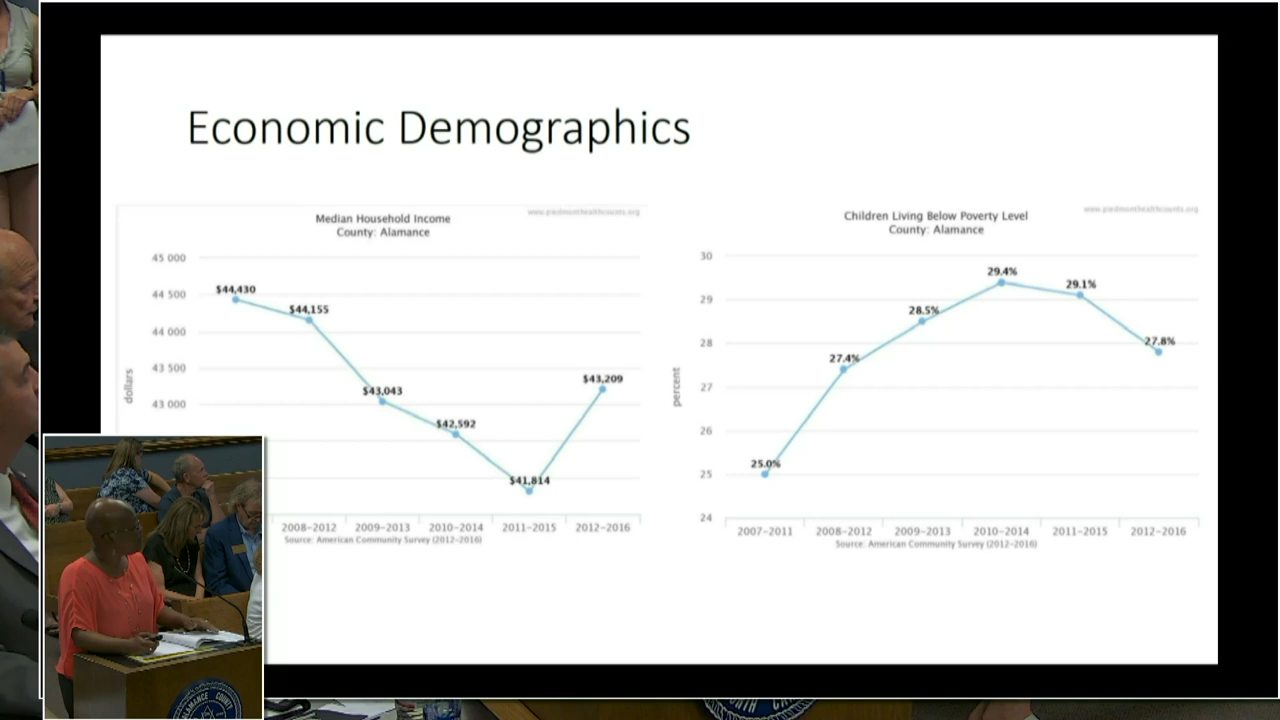 Economic Demographics
www.piedmonthealthcounts.org
Median Household Income
County: Alamance
45 000
44 500
44 000
43 500
43 000
dollars
$44,430
$44,155
$43,043
$42,592
$41,814
$43,209
2008-2012
2009-2013
2010-2014
2011-2015
2012-2016
Source: American Community Survey (2012-2016)
www.piedmonthealthcounts.org
Children Living Below Poverty Level
County: Alamance
30
29
28
27
26
25
24
percent
25.0%
27.4%
28.5%
29.4%
29.1%
27.8%
2007-2011
2008-2012
2009-2013
2010-2014
2011-2015
2012-2016
Source: American Community Survey (2012-2016)
ALAMANCE COUNTY